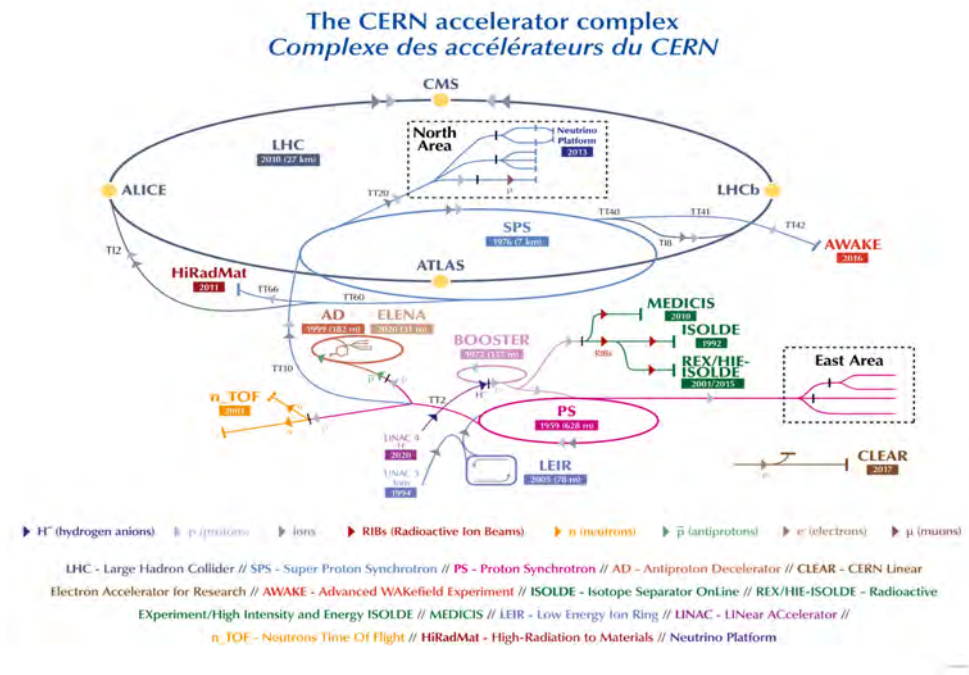 The CERN accelerator complex
Complexe des accélérateurs du CERN
CMS
LHC
2010 (27 km)
North
Area
Neutrino
Platform
2013
μ
ALICE
LHCb
TT20
TT40
TT41
TT42
TI8
TI2
SPS
1976 (7 km)
AWAKE
2016
ATLAS
HiRadMat
2011
TT66
TT60
AD
1999 (182 m)
ELENA
2020 (31 m)
MEDICIS
2010
BOOSTER
1972 (157 m)
ISOLDE
1992
RIBs
REX/HIE-
ISOLDE
2001/2015
East Area
TT10
p̄
p
n_TOF
2001
n
n
p
TT2
H⁻
p
PS
1959 (628 m)
LINAC 4
H⁻
2020
LINAC 3
Ions
1994
LEIR
2005 (78 m)
CLEAR
2017
e⁻
H⁻ (hydrogen anions)
p (protons)
ions
RIBs (Radioactive Ion Beams)
n (neutrons)
p̄ (antiprotons)
e⁻ (electrons)
μ (muons)
LHC - Large Hadron Collider // SPS - Super Proton Synchrotron // PS - Proton Synchrotron // AD - Antiproton Decelerator // CLEAR - CERN Linear
Electron Accelerator for Research // AWAKE - Advanced WAKefield Experiment // ISOLDE - Isotope Separator OnLine // REX/HIE-ISOLDE - Radioactive
EXperiment/High Intensity and Energy ISOLDE // MEDICIS // LEIR - Low Energy Ion Ring // LINAC - LINear ACcelerator //
n_TOF - Neutrons Time Of Flight // HiRadMat - High-Radiation to Materials // Neutrino Platform